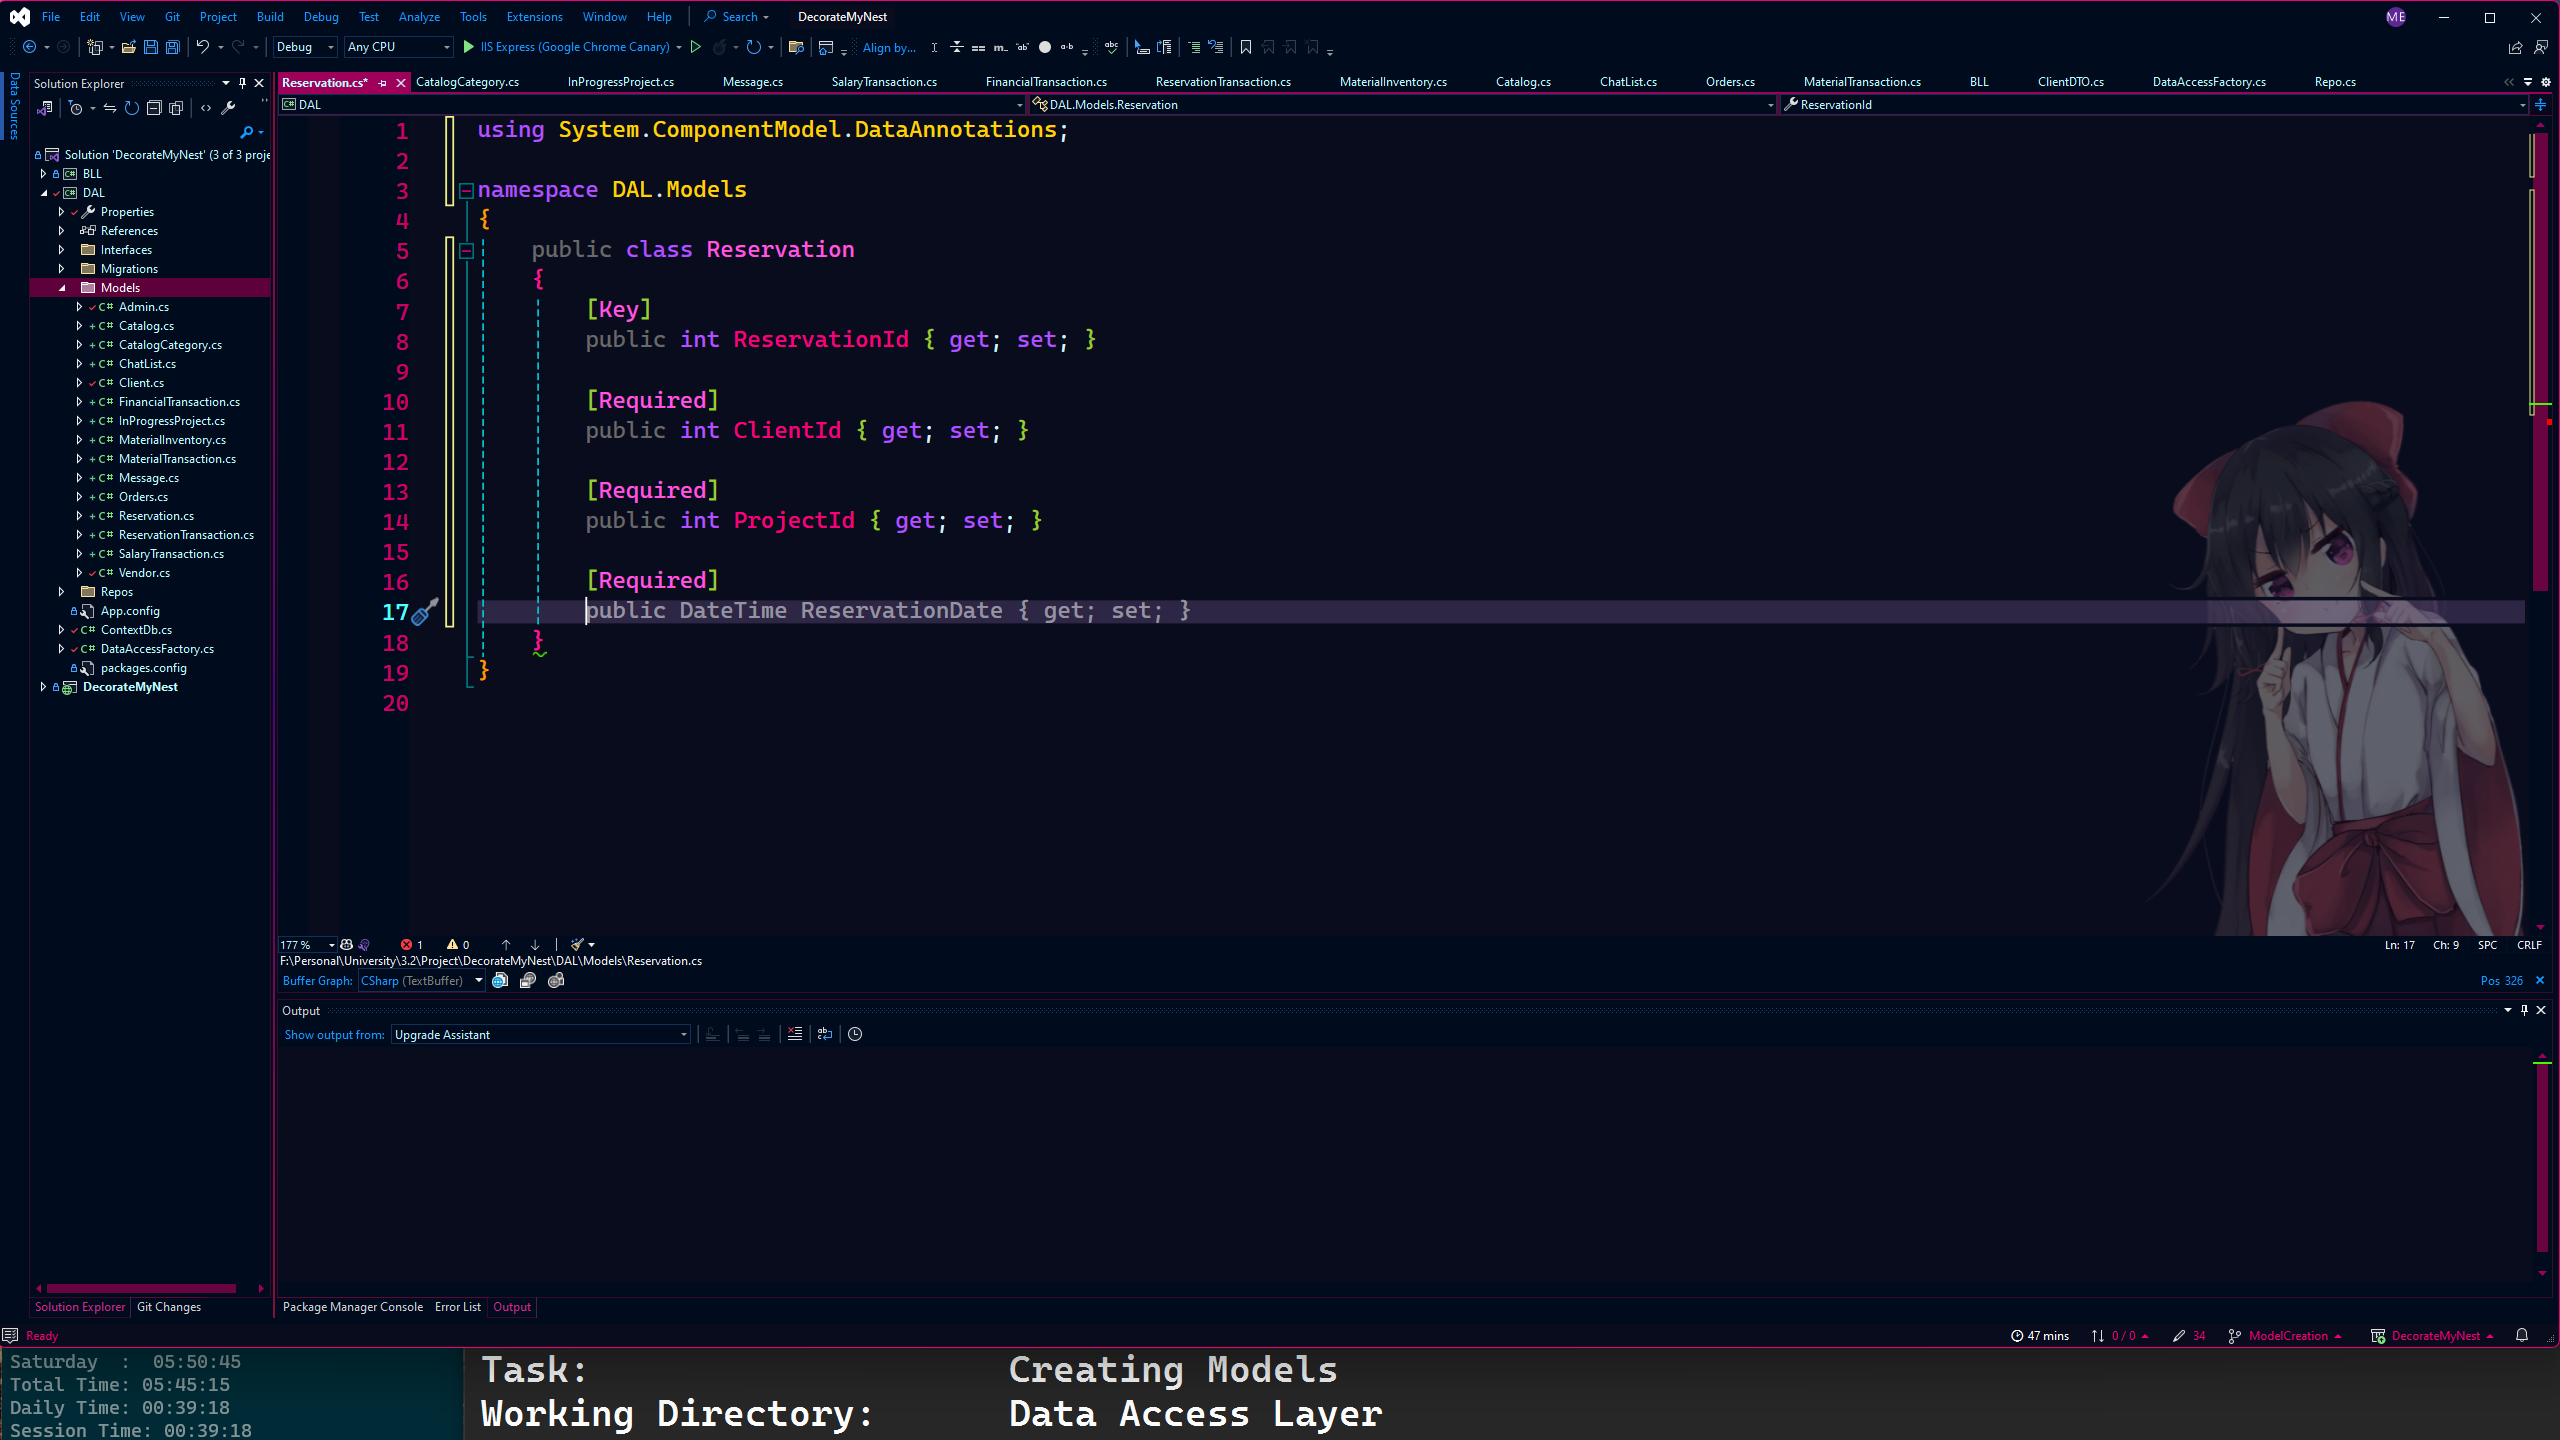 File Edit View Git Project Build Debug Test Analyze Tools Extensions Window Help Search DecorateMyNest ME
Debug Any CPU IIS Express (Google Chrome Canary) Align by...
Data Sources
Solution Explorer
Reservation.cs* CatalogCategory.cs InProgressProject.cs Message.cs SalaryTransaction.cs FinancialTransaction.cs ReservationTransaction.cs MaterialInventory.cs Catalog.cs ChatList.cs Orders.cs MaterialTransaction.cs BLL ClientDTO.cs DataAccessFactory.cs Repo.cs
DAL DAL.Models.Reservation ReservationId
Solution 'DecorateMyNest' (3 of 3 proje
BLL
DAL
Properties
References
Interfaces
Migrations
Models
Admin.cs
Catalog.cs
CatalogCategory.cs
ChatList.cs
Client.cs
FinancialTransaction.cs
InProgressProject.cs
MaterialInventory.cs
MaterialTransaction.cs
Message.cs
Orders.cs
Reservation.cs
ReservationTransaction.cs
SalaryTransaction.cs
Vendor.cs
Repos
App.config
ContextDb.cs
DataAccessFactory.cs
packages.config
DecorateMyNest
1 using System.ComponentModel.DataAnnotations;
2
3 namespace DAL.Models
4 {
5 public class Reservation
6 {
7 [Key]
8 public int ReservationId { get; set; }
9
10 [Required]
11 public int ClientId { get; set; }
12
13 [Required]
14 public int ProjectId { get; set; }
15
16 [Required]
17 public DateTime ReservationDate { get; set; }
18 }
19 }
20
177 % 1 0 Ln: 17 Ch: 9 SPC CRLF
F:\Personal\University\3.2\Project\DecorateMyNest\DAL\Models\Reservation.cs
Buffer Graph: CSharp (TextBuffer) Pos 326
Output
Show output from: Upgrade Assistant
Solution Explorer Git Changes Package Manager Console Error List Output
Ready 47 mins 0 / 0 34 ModelCreation DecorateMyNest
Saturday : 05:50:45
Total Time: 05:45:15
Daily Time: 00:39:18
Session Time: 00:39:18
Task: Creating Models
Working Directory: Data Access Layer